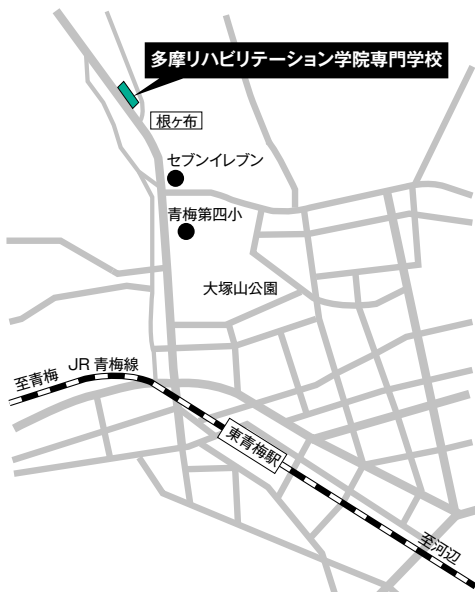 多摩リハビリテーション学院専門学校
根ヶ布
セブンイレブン
青梅第四小
大塚山公園
JR 青梅線
至青梅
東青梅駅
至河辺